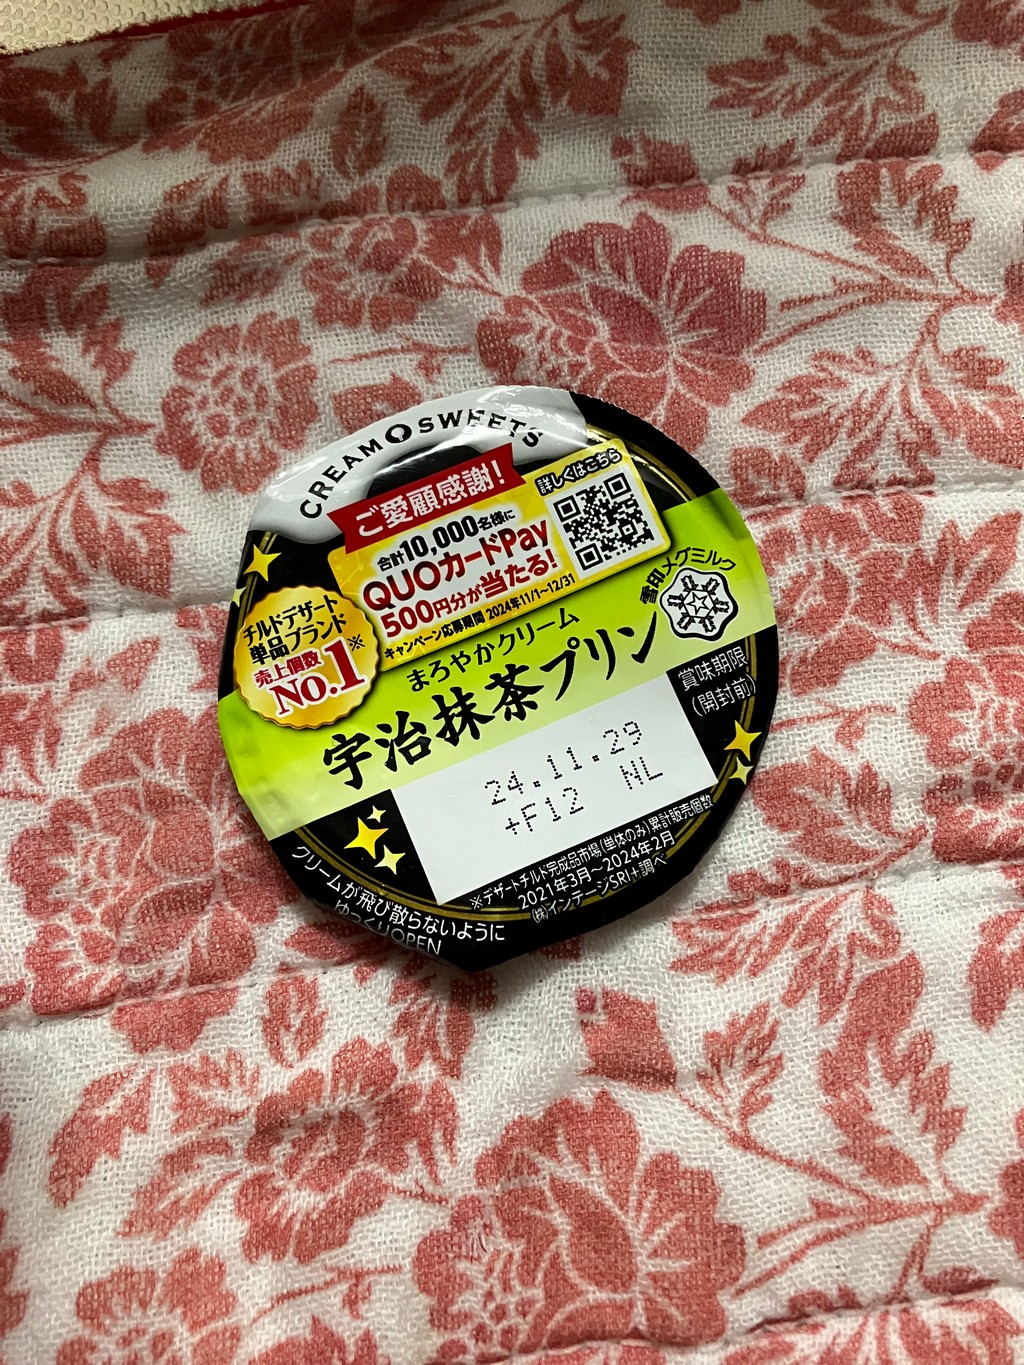 CREAM SWEETS
ご愛顧感謝!
合計10,000名様に
QUOカードPay
500円分が当たる!
キャンペーン応募期間 2024年11/1~12/31
詳しくはこちら
チルドデザート
単品ブランド
売上個数
No.1※
雪印メグミルク
まろやかクリーム
宇治抹茶プリン
賞味期限
(開封前)
24.11.29
+F12 NL
※デザートチルド完成品市場(単体のみ)累計販売個数
2021年3月~2024年2月
(株)インテージSRI+調べ
クリームが飛び散らないように
ゆっくりOPEN